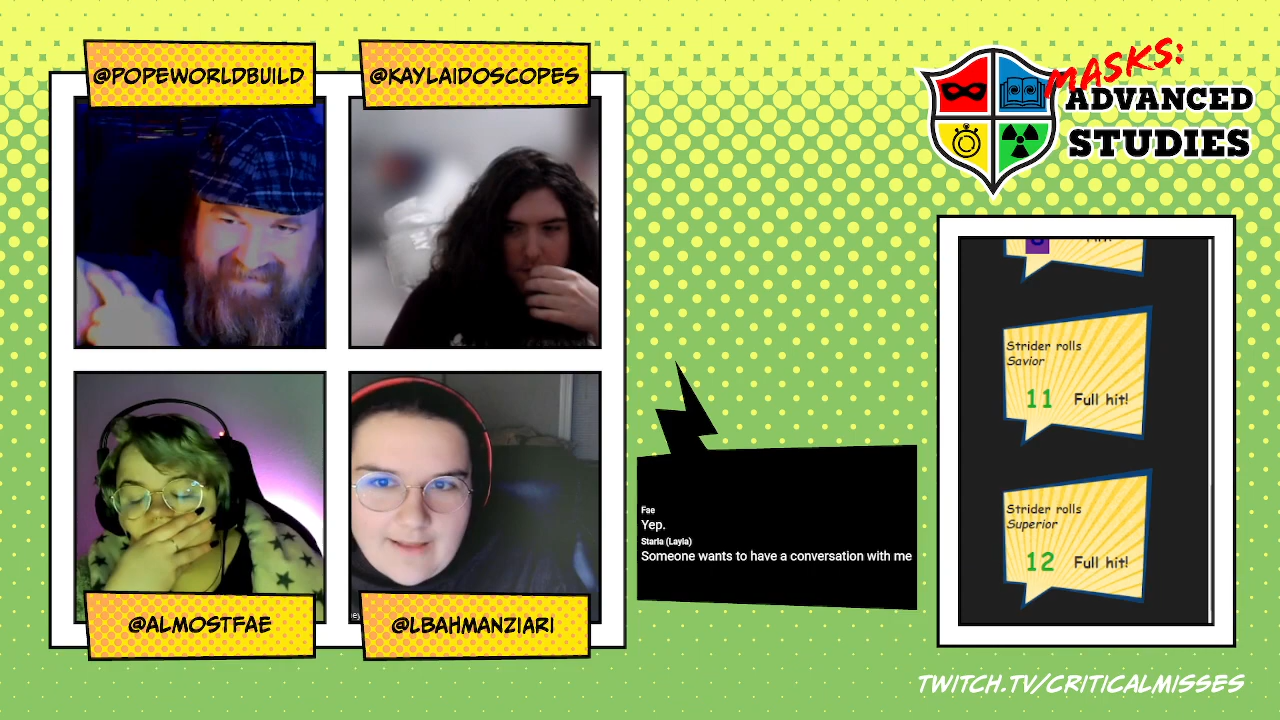 @POPEWORLDBUILD
@KAYLAIDOSCOPES
@ALMOSTFAE
@LBAHMANZIARI
Fae
Yep.
Starla (Layla)
Someone wants to have a conversation with me
MASKS:
ADVANCED
STUDIES
Strider rolls
Savior
11 Full hit!
Strider rolls
Superior
12 Full hit!
TWITCH.TV/CRITICALMISSES